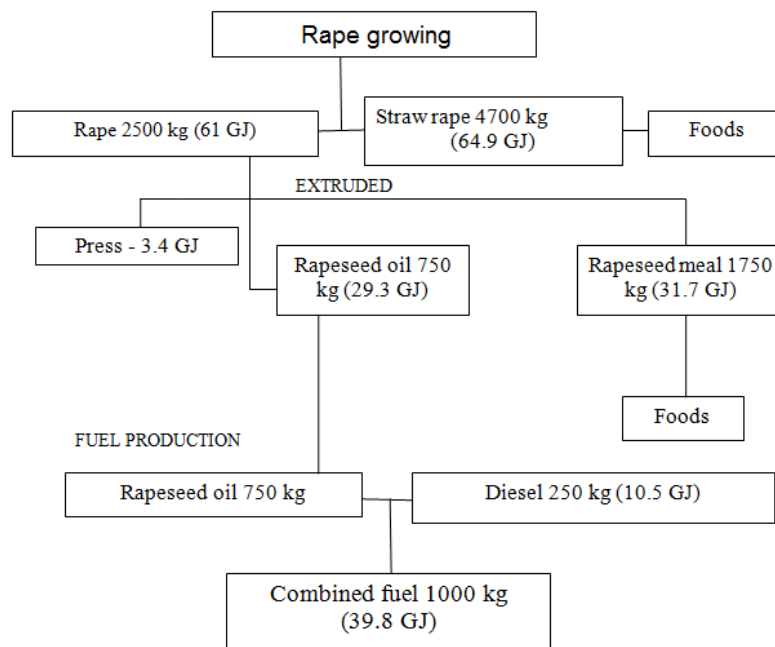 Rape growing
Rape 2500 kg (61 GJ)
Straw rape 4700 kg
(64.9 GJ)
Foods
EXTRUDED
Press - 3.4 GJ
Rapeseed oil 750
kg (29.3 GJ)
Rapeseed meal 1750
kg (31.7 GJ)
Foods
FUEL PRODUCTION
Rapeseed oil 750 kg
Diesel 250 kg (10.5 GJ)
Combined fuel 1000 kg
(39.8 GJ)